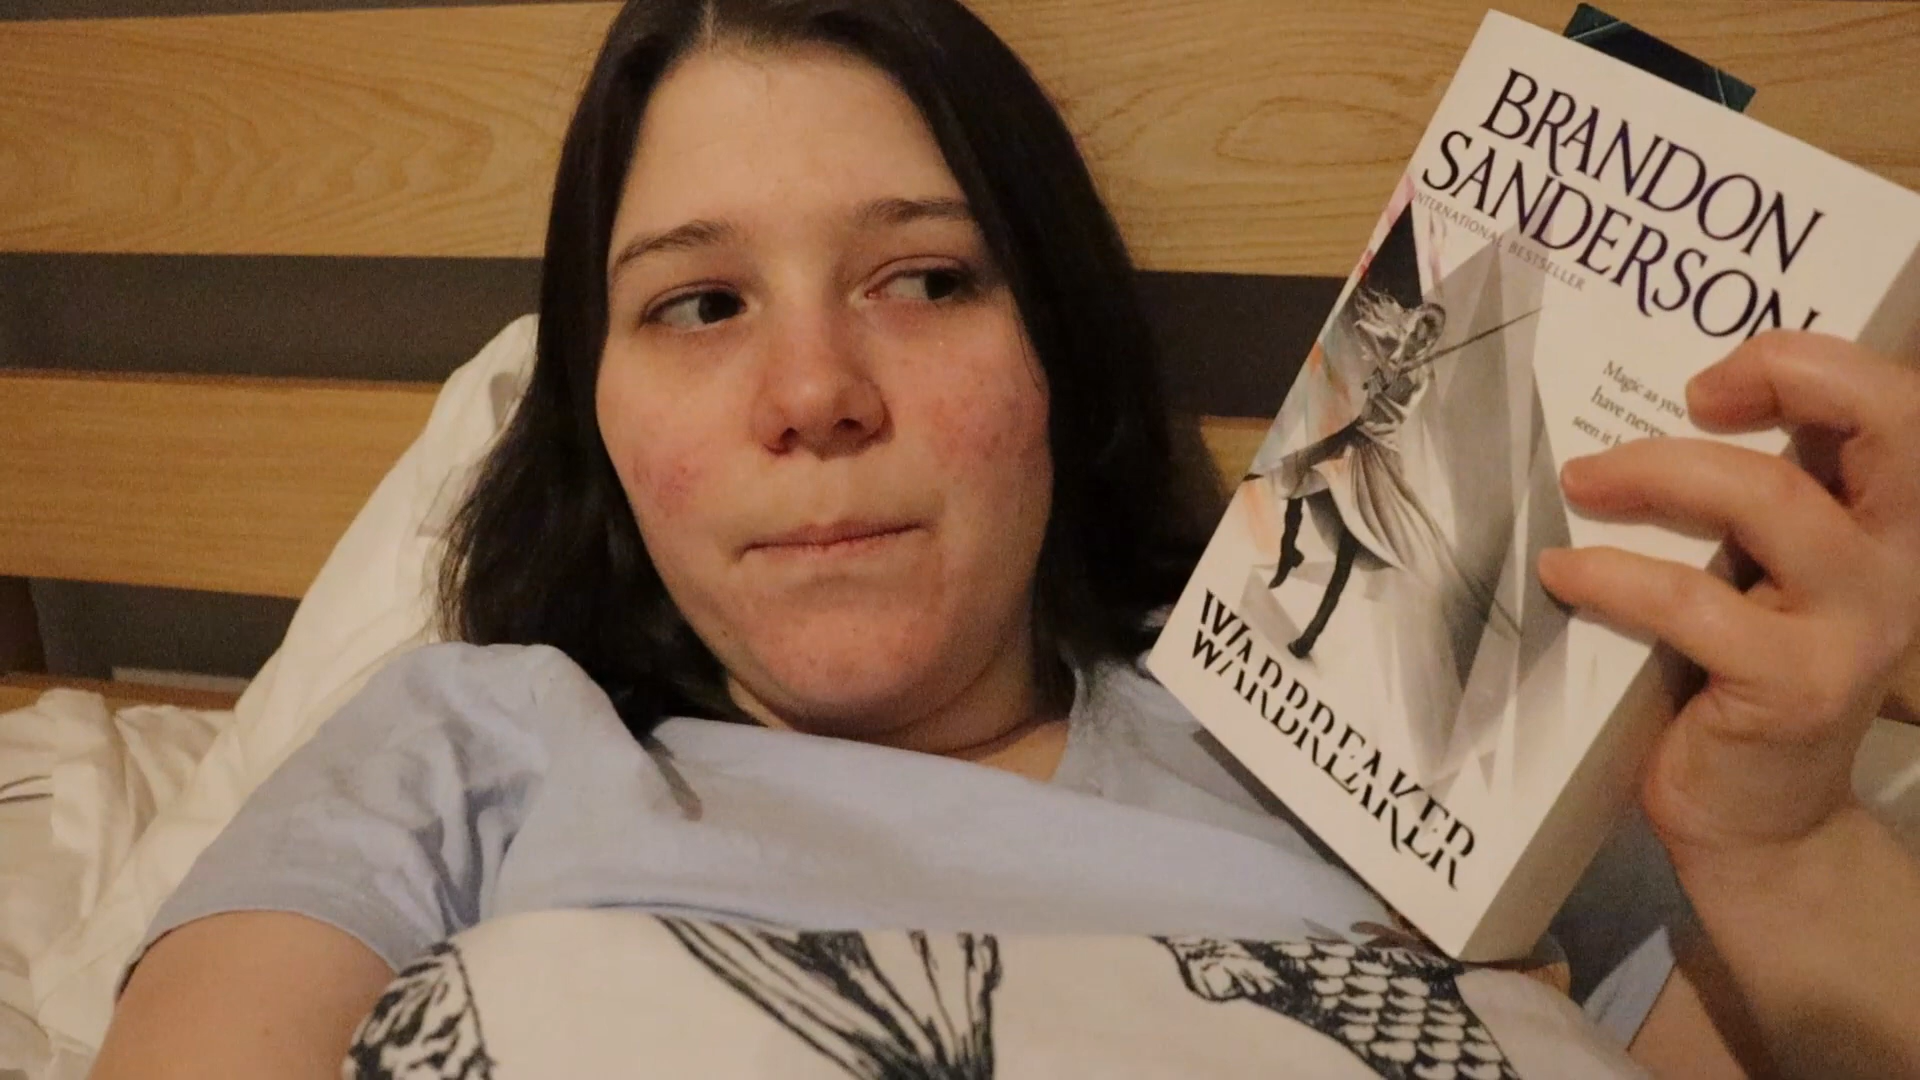 BRANDON
SANDERSON
INTERNATIONAL BESTSELLER
Magic as you
have never
seen it
WARBREAKER